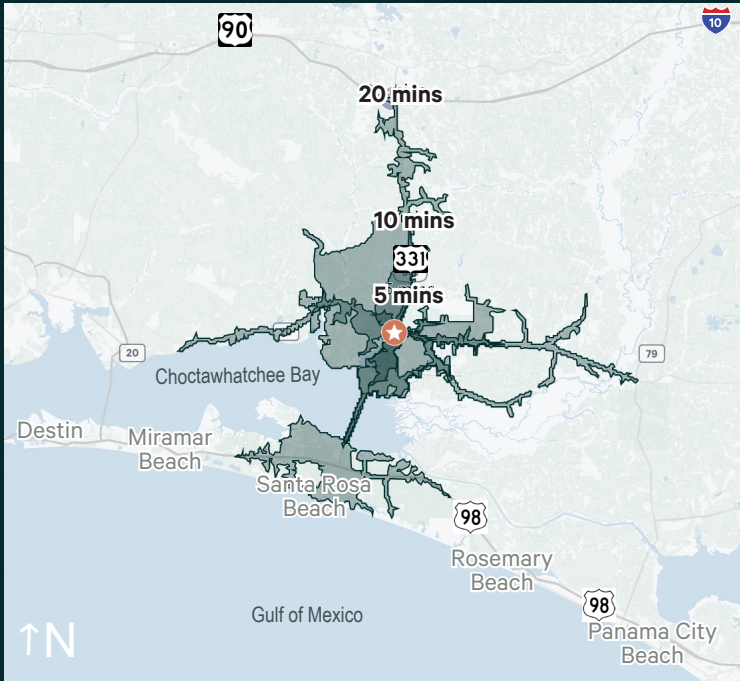 90
10
20 mins
10 mins
331
5 mins
20
79
Choctawhatchee Bay
Destin
Miramar
Beach
Santa Rosa
Beach
98
Rosemary
Beach
98
Gulf of Mexico
Panama City
Beach
↑N